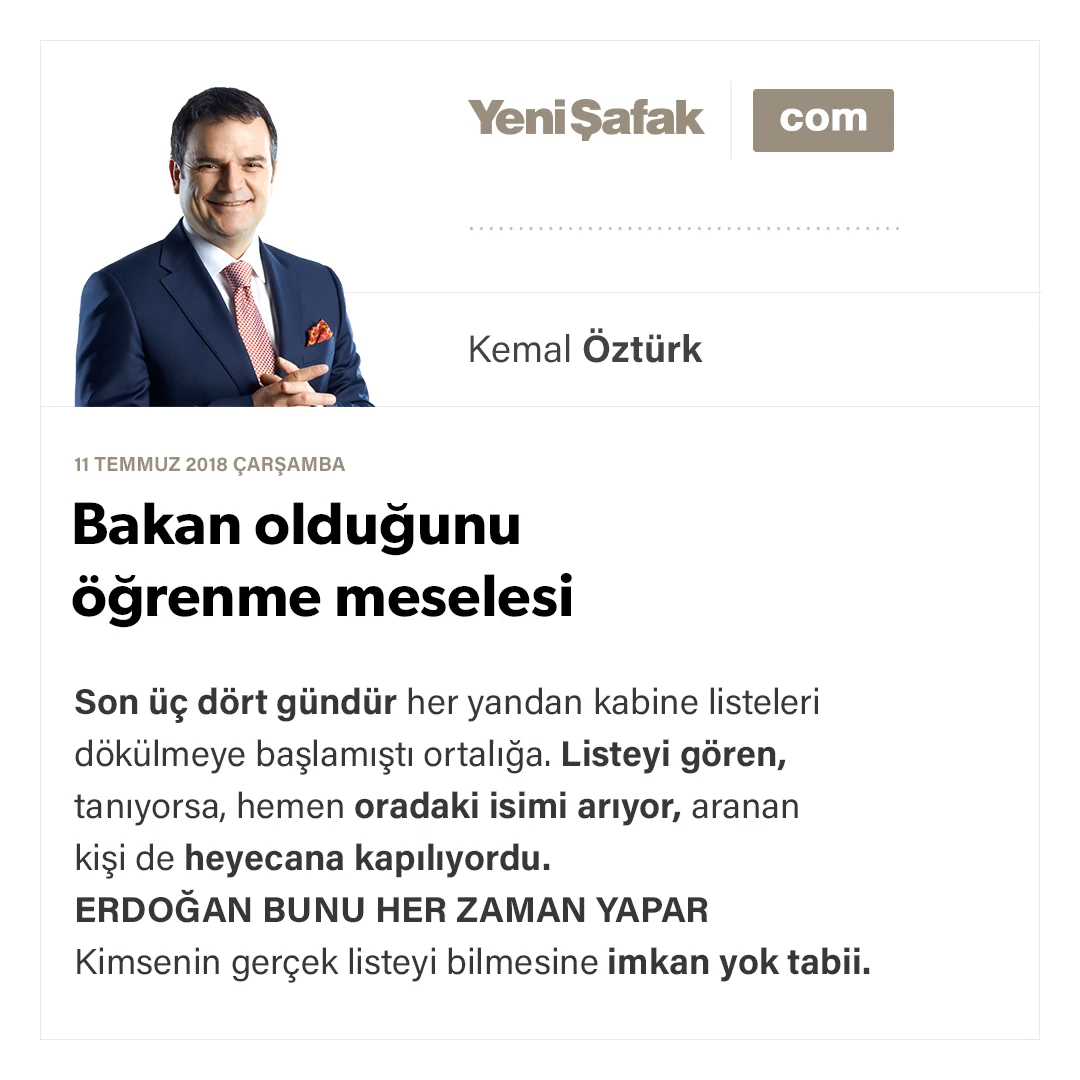 YeniŞafak com
Kemal Öztürk
11 TEMMUZ 2018 ÇARŞAMBA
Bakan olduğunu
öğrenme meselesi
Son üç dört gündür her yandan kabine listeleri
dökülmeye başlamıştı ortalığa. Listeyi gören,
tanıyorsa, hemen oradaki isimi arıyor, aranan
kişi de heyecana kapılıyordu.
ERDOĞAN BUNU HER ZAMAN YAPAR
Kimsenin gerçek listeyi bilmesine imkan yok tabii.